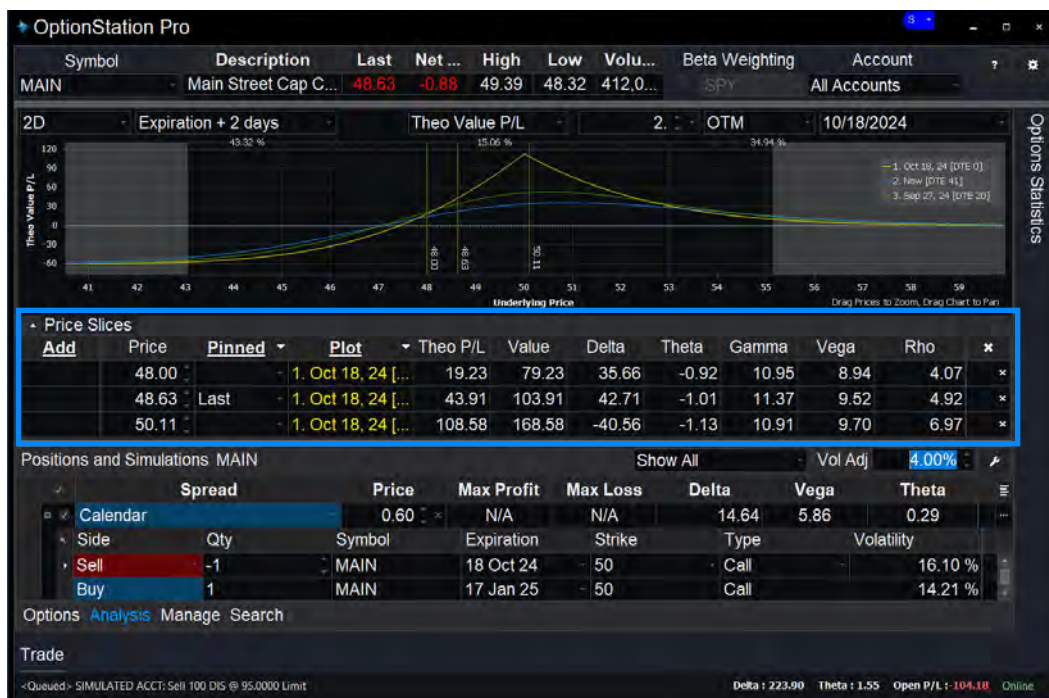 OptionStation Pro S
Symbol Description Last Net ... High Low Volu... Beta Weighting Account ?
MAIN Main Street Cap C... 48.63 -0.88 49.39 48.32 412,0... SPY All Accounts
2D Expiration + 2 days Theo Value P/L 2. OTM 10/18/2024
43.32 % 15.06 % 34.94 %
120
90
60
30
0
-30
-60
Theo Value P/L
1. Oct 18, 24 [DTE 0]
2. New [DTE 41]
3. Sep 27, 24 [DTE 20]
48.00 48.63 50.11
41 42 43 44 45 46 47 48 49 50 51 52 53 54 55 56 57 58 59
Underlying Price
Drag Prices to Zoom, Drag Chart to Pan
Options Statistics
Price Slices
Add Price Pinned Plot Theo P/L Value Delta Theta Gamma Vega Rho
48.00 1. Oct 18, 24 [... 19.23 79.23 35.66 -0.92 10.95 8.94 4.07
48.63 Last 1. Oct 18, 24 [... 43.91 103.91 42.71 -1.01 11.37 9.52 4.92
50.11 1. Oct 18, 24 [... 108.58 168.58 -40.56 -1.13 10.91 9.70 6.97
Positions and Simulations MAIN Show All Vol Adj 4.00%
Spread Price Max Profit Max Loss Delta Vega Theta
Calendar 0.60 N/A N/A 14.64 5.86 0.29
Side Qty Symbol Expiration Strike Type Volatility
Sell -1 MAIN 18 Oct 24 50 Call 16.10 %
Buy 1 MAIN 17 Jan 25 50 Call 14.21 %
Options Analysis Manage Search
Trade
<Queued> SIMULATED ACCT: Sell 100 DIS @ 95.0000 Limit Delta : 223.90 Theta : 1.55 Open P/L : -104.18 Online